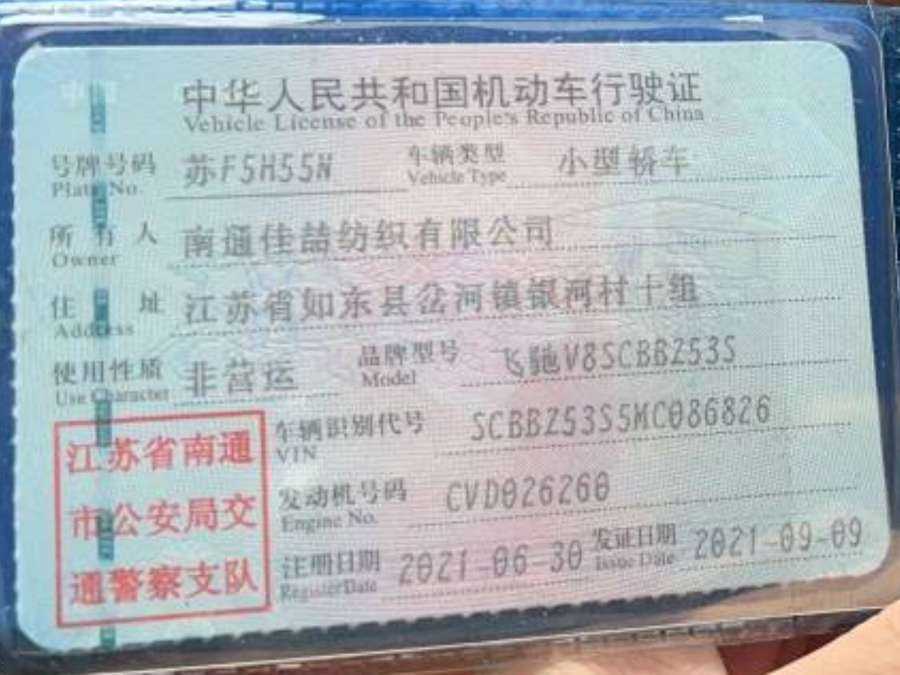 中华人民共和国机动车行驶证
Vehicle License of the People's Republic of China
号牌号码 苏F5H55N 车辆类型 小型轿车
Plate No. Vehicle Type
所有人 南通佳喆纺织有限公司
Owner
住址 江苏省如东县岔河镇银河村十组
Address
使用性质 非营运 品牌型号 飞驰V8SCBBZ53S
Use Character Model
车辆识别代号 SCBBZ53S5MC086826
VIN
发动机号码 CVD026260
Engine No.
注册日期 2021-06-30 发证日期 2021-09-09
Register Date Issue Date
江苏省南通
市公安局交
通警察支队